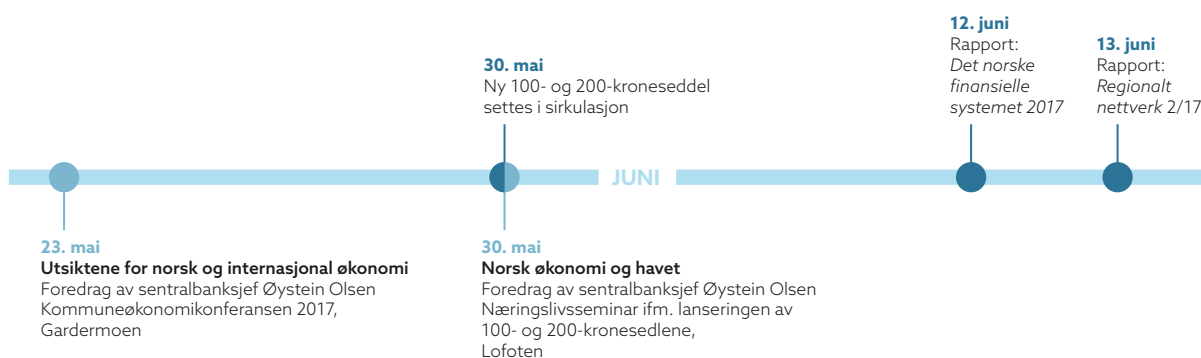 12. juni
Rapport:
Det norske
finansielle
systemet 2017
13. juni
Rapport:
Regionalt
nettverk 2/17
30. mai
Ny 100- og 200-kroneseddel
settes i sirkulasjon
JUNI
23. mai
Utsiktene for norsk og internasjonal økonomi
Foredrag av sentralbanksjef Øystein Olsen
Kommuneøkonomikonferansen 2017,
Gardermoen
30. mai
Norsk økonomi og havet
Foredrag av sentralbanksjef Øystein Olsen
Næringslivsseminar ifm. lanseringen av
100- og 200-kronesedlene,
Lofoten